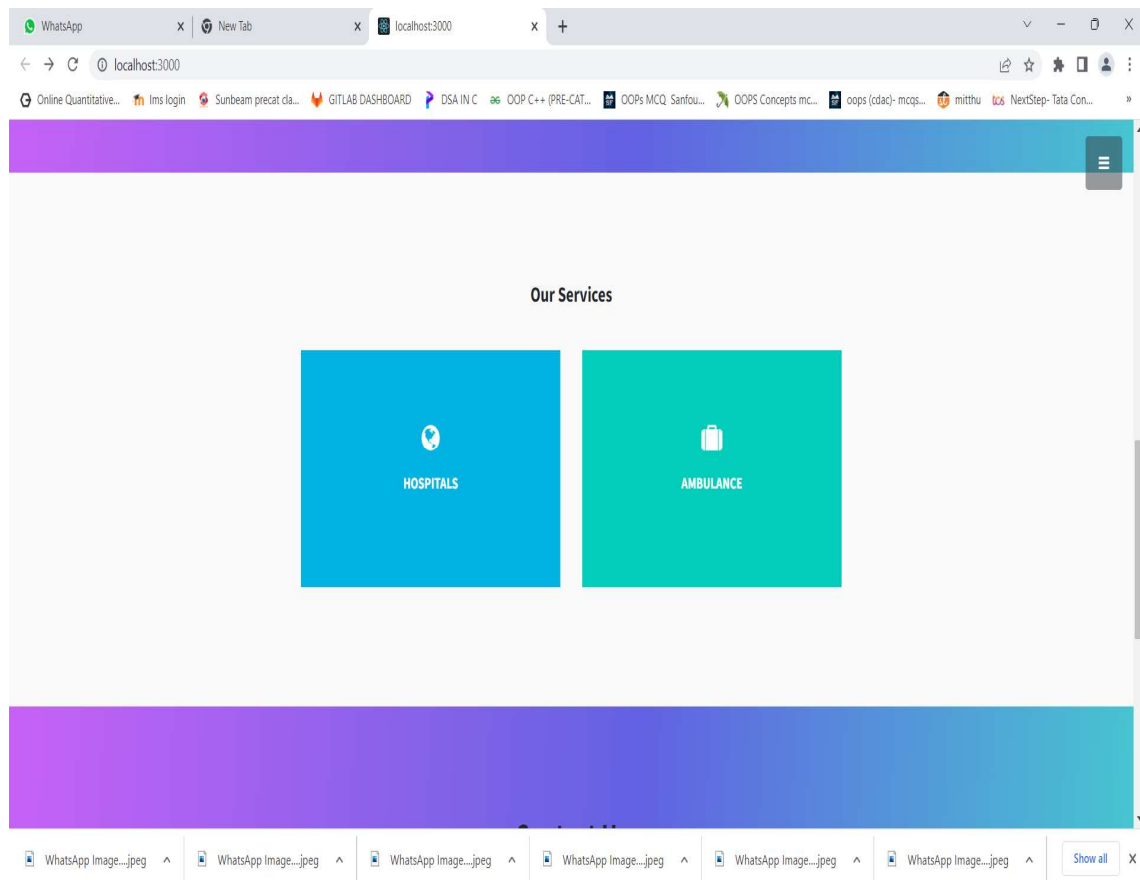 WhatsApp
New Tab
localhost:3000
localhost:3000
Online Quantitative...
lms login
Sunbeam precat cla...
GITLAB DASHBOARD
DSA IN C
OOP C++ (PRE-CAT...
OOPs MCQ Sanfou...
OOPS Concepts mc...
oops (cdac)- mcqs...
mitthu
tcs NextStep- Tata Con...
Our Services
HOSPITALS
AMBULANCE
WhatsApp Image....jpeg
WhatsApp Image....jpeg
WhatsApp Image....jpeg
WhatsApp Image....jpeg
WhatsApp Image....jpeg
WhatsApp Image....jpeg
Show all